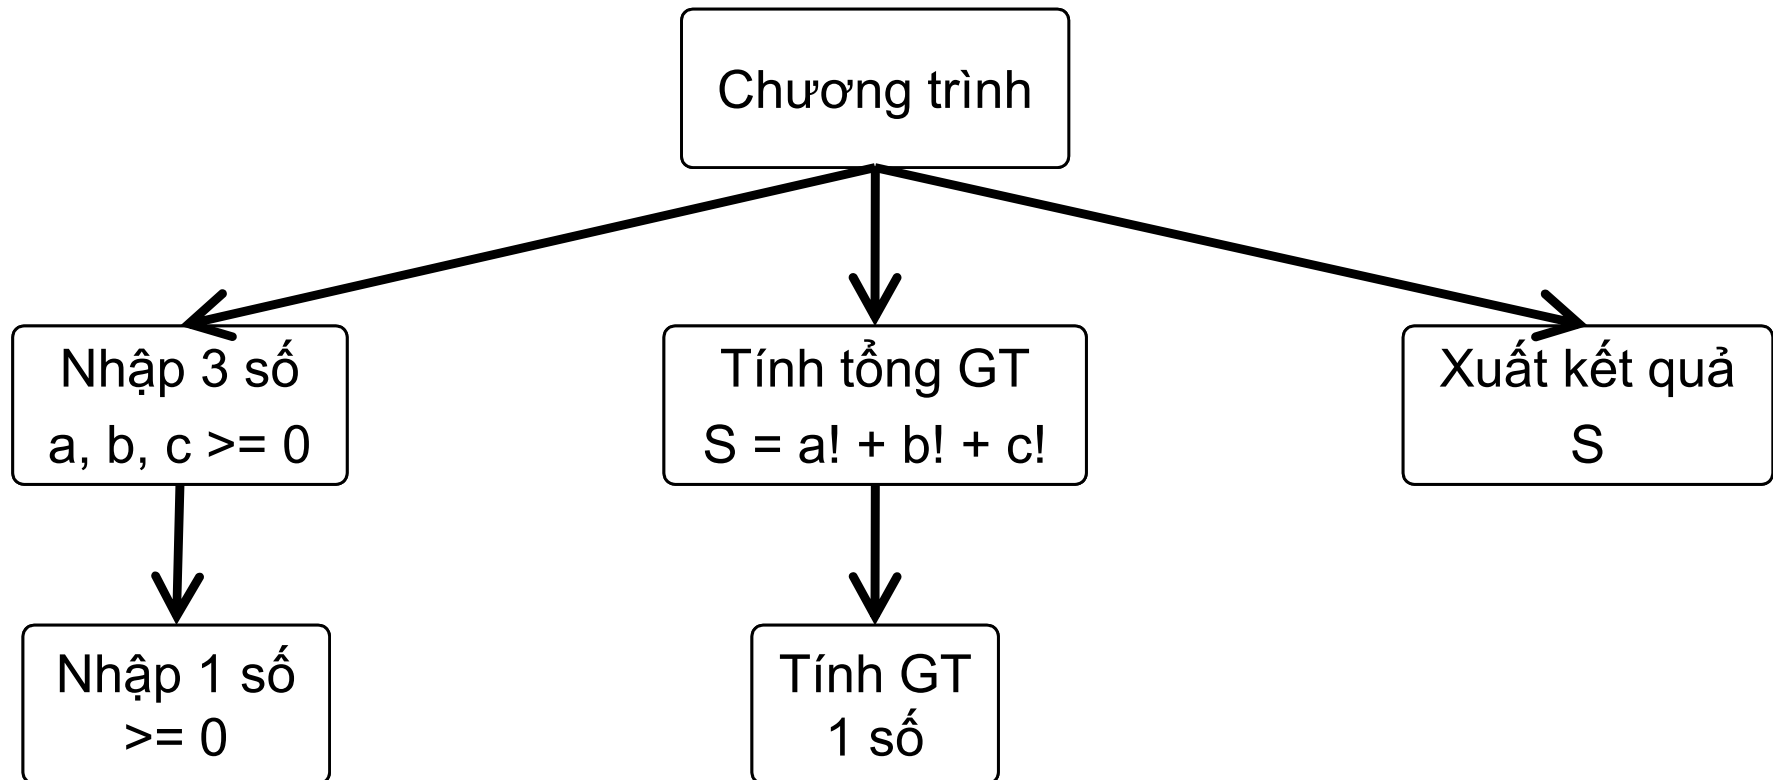 Chương trình
Nhập 3 số
a, b, c >= 0
Tính tổng GT
S = a! + b! + c!
Xuất kết quả
S
Nhập 1 số
>= 0
Tính GT
1 số